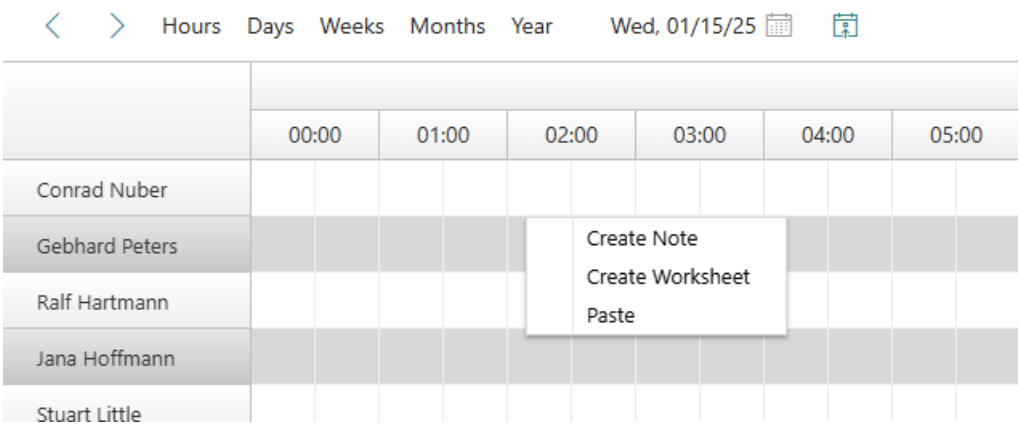 Hours Days Weeks Months Year Wed, 01/15/25
00:00 01:00 02:00 03:00 04:00 05:00
Conrad Nuber
Gebhard Peters
Create Note
Create Worksheet
Ralf Hartmann
Paste
Jana Hoffmann
Stuart Little